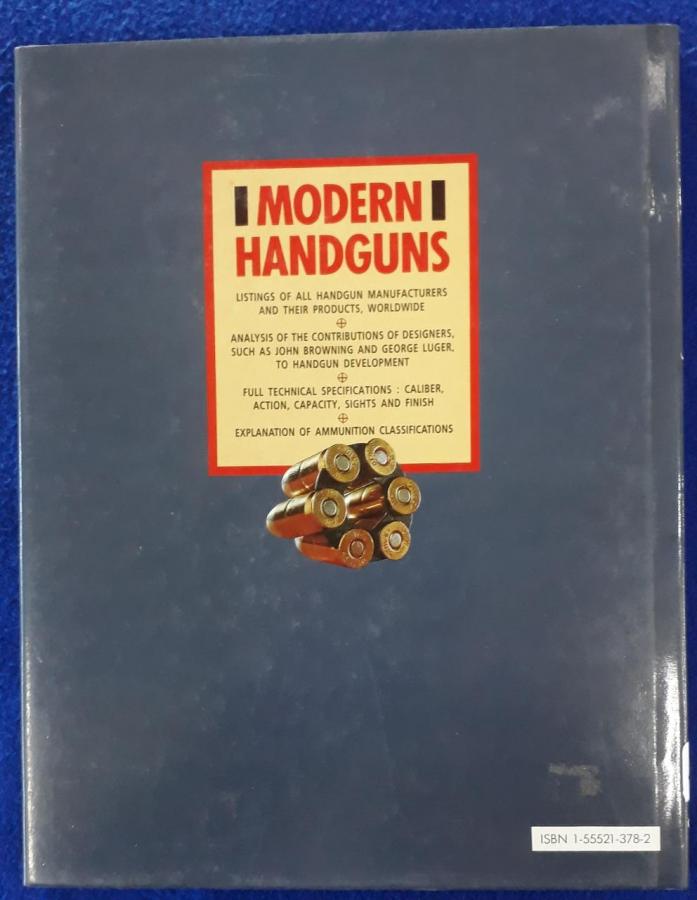 MODERN
HANDGUNS
LISTINGS OF ALL HANDGUN MANUFACTURERS
AND THEIR PRODUCTS, WORLDWIDE
ANALYSIS OF THE CONTRIBUTIONS OF DESIGNERS,
SUCH AS JOHN BROWNING AND GEORGE LUGER,
TO HANDGUN DEVELOPMENT
FULL TECHNICAL SPECIFICATIONS : CALIBER,
ACTION, CAPACITY, SIGHTS AND FINISH
EXPLANATION OF AMMUNITION CLASSIFICATIONS
ISBN 1-55521-378-2